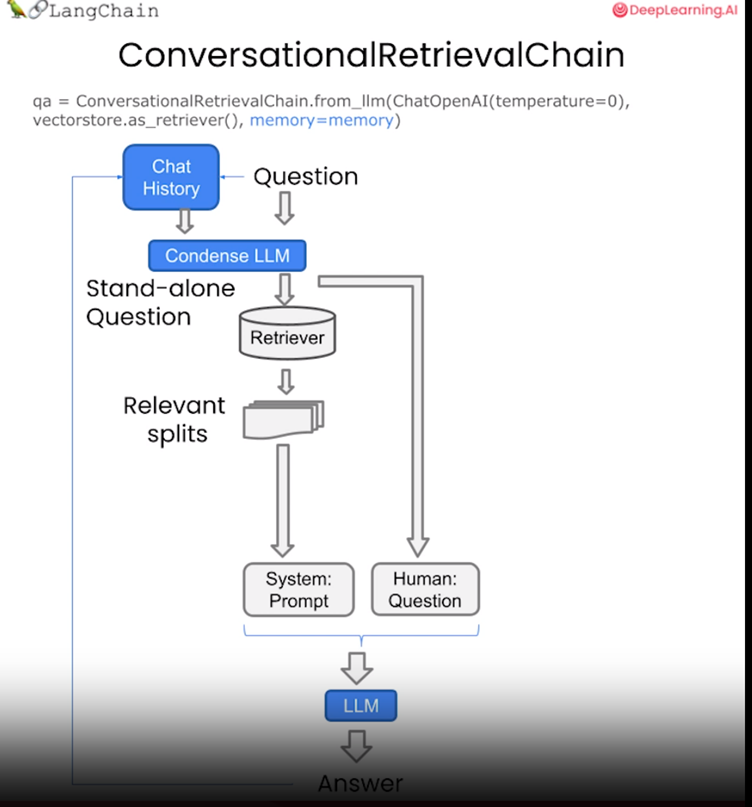 LangChain
DeepLearning.AI
ConversationalRetrievalChain
qa = ConversationalRetrievalChain.from_llm(ChatOpenAI(temperature=0),
vectorstore.as_retriever(), memory=memory)
Chat
History
Question
Condense LLM
Stand-alone
Question
Retriever
Relevant
splits
System:
Prompt
Human:
Question
LLM
Answer